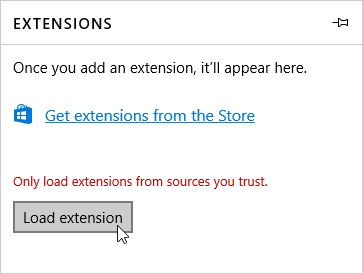 EXTENSIONS
Once you add an extension, it'll appear here.
Get extensions from the Store
Only load extensions from sources you trust.
Load extension